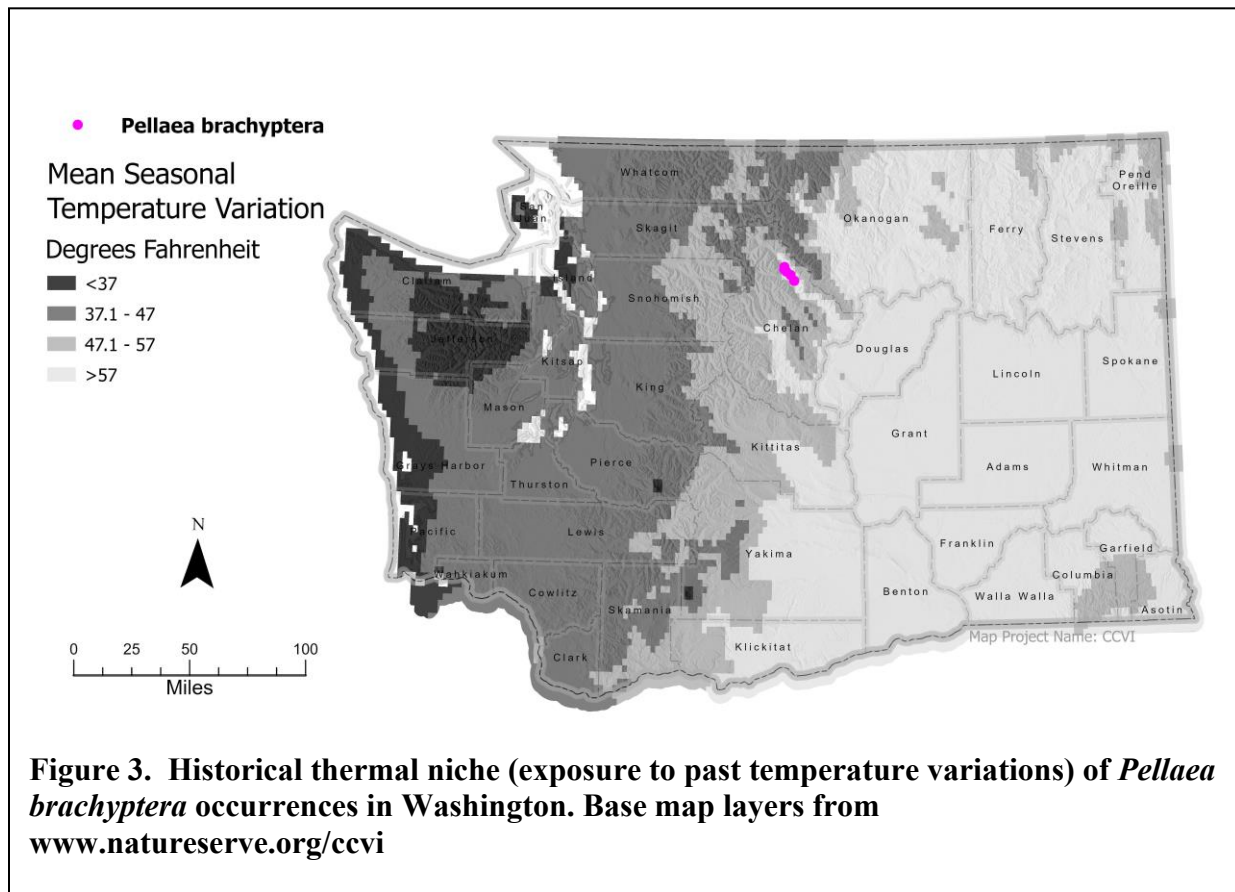 Pellaea brachyptera
Mean Seasonal
Temperature Variation
Degrees Fahrenheit
<37
37.1 - 47
47.1 - 57
>57
Whatcom
San
Juan
Skagit
Okanogan
Ferry
Stevens
Pend
Oreille
Clallam
Island
Snohomish
Chelan
Jefferson
Kitsap
King
Douglas
Lincoln
Spokane
Mason
Grays Harbor
Pierce
Kittitas
Grant
Adams
Whitman
Thurston
Pacific
Lewis
Yakima
Franklin
Garfield
Wahkiakum
Cowlitz
Skamania
Benton
Walla Walla
Columbia
Asotin
Clark
Klickitat
Map Project Name: CCVI
N
0 25 50 100
Miles
Figure 3. Historical thermal niche (exposure to past temperature variations) of Pellaea
brachyptera occurrences in Washington. Base map layers from
www.natureserve.org/ccvi